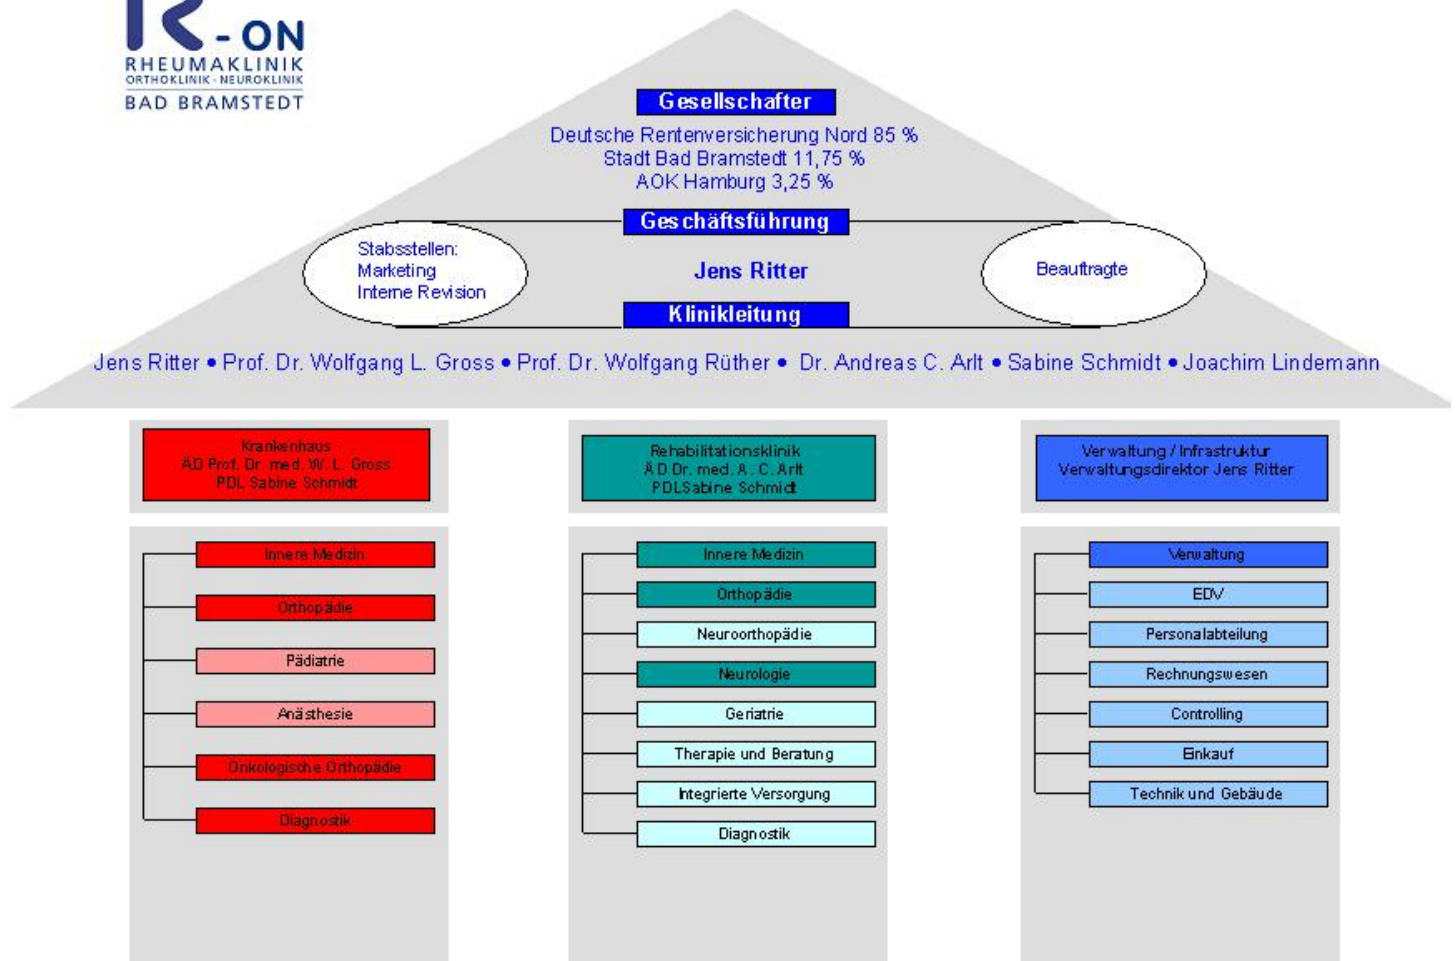 R-ON
RHEUMAKLINIK
ORTHOKLINIK - NEUROKLINIK
BAD BRAMSTEDT
Gesellschafter
Deutsche Rentenversicherung Nord 85 %
Stadt Bad Bramstedt 11,75 %
AOK Hamburg 3,25 %
Geschäftsführung
Stabsstellen:
Marketing
Interne Revision
Jens Ritter
Beauftragte
Klinikleitung
Jens Ritter • Prof. Dr. Wolfgang L. Gross • Prof. Dr. Wolfgang Rüther • Dr. Andreas C. Arlt • Sabine Schmidt • Joachim Lindemann
Krankenhaus
ÄD Prof. Dr. med. W. L. Gross
PDL Sabine Schmidt
Innere Medizin
Orthopädie
Pädiatrie
Anästhesie
Onkologische Orthopädie
Diagnostik
Rehabilitationsklinik
ÄD Dr. med. A. C. Arlt
PDLSabine Schmidt
Innere Medizin
Orthopädie
Neuroorthopädie
Neurologie
Geriatrie
Therapie und Beratung
Integrierte Versorgung
Diagnostik
Verwaltung / Infrastruktur
Verwaltungsdirektor Jens Ritter
Verwaltung
EDV
Personalabteilung
Rechnungswesen
Controlling
Einkauf
Technik und Gebäude